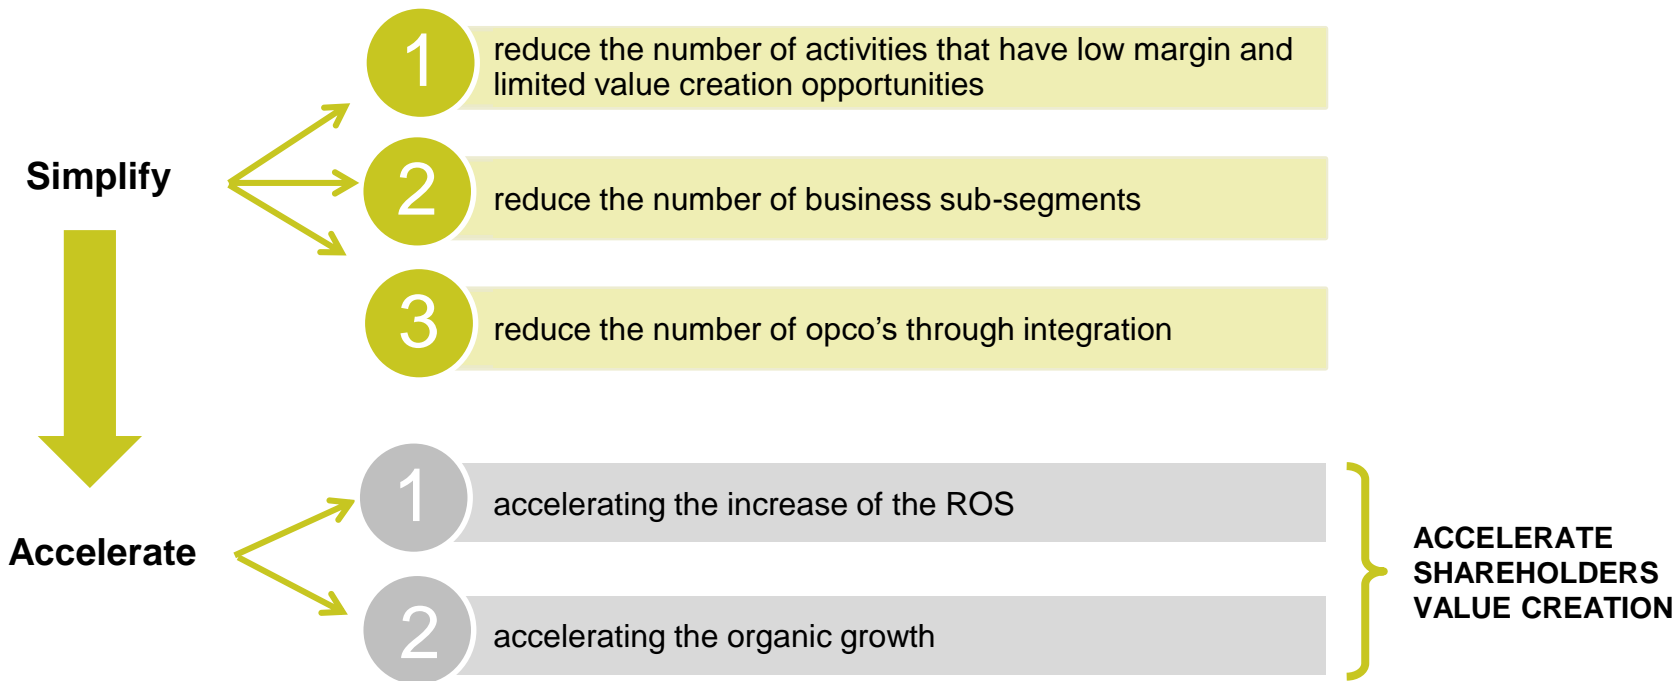 Simplify
1
reduce the number of activities that have low margin and
limited value creation opportunities
2
reduce the number of business sub-segments
3
reduce the number of opco’s through integration
Accelerate
1
accelerating the increase of the ROS
2
accelerating the organic growth
ACCELERATE
SHAREHOLDERS
VALUE CREATION